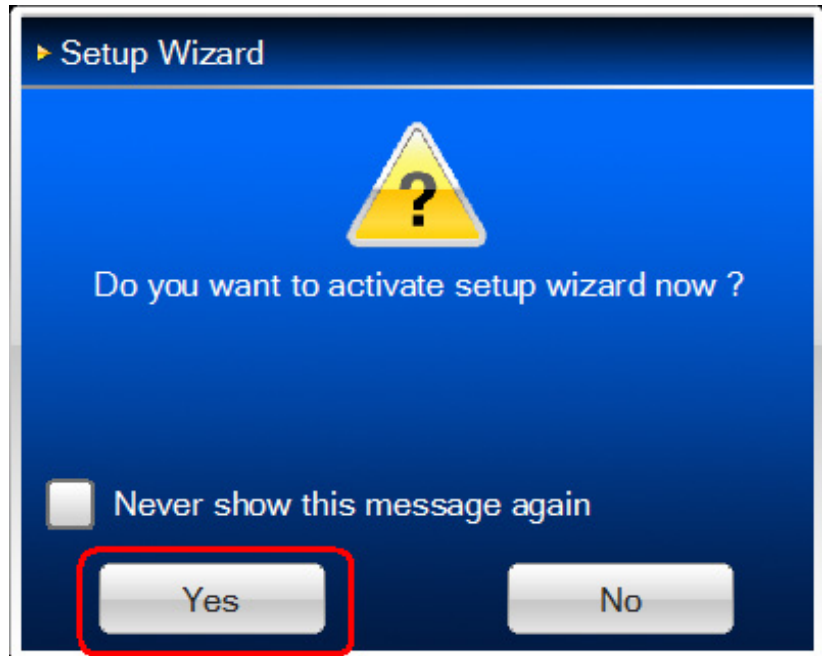 Setup Wizard
?
Do you want to activate setup wizard now ?
Never show this message again
Yes
No